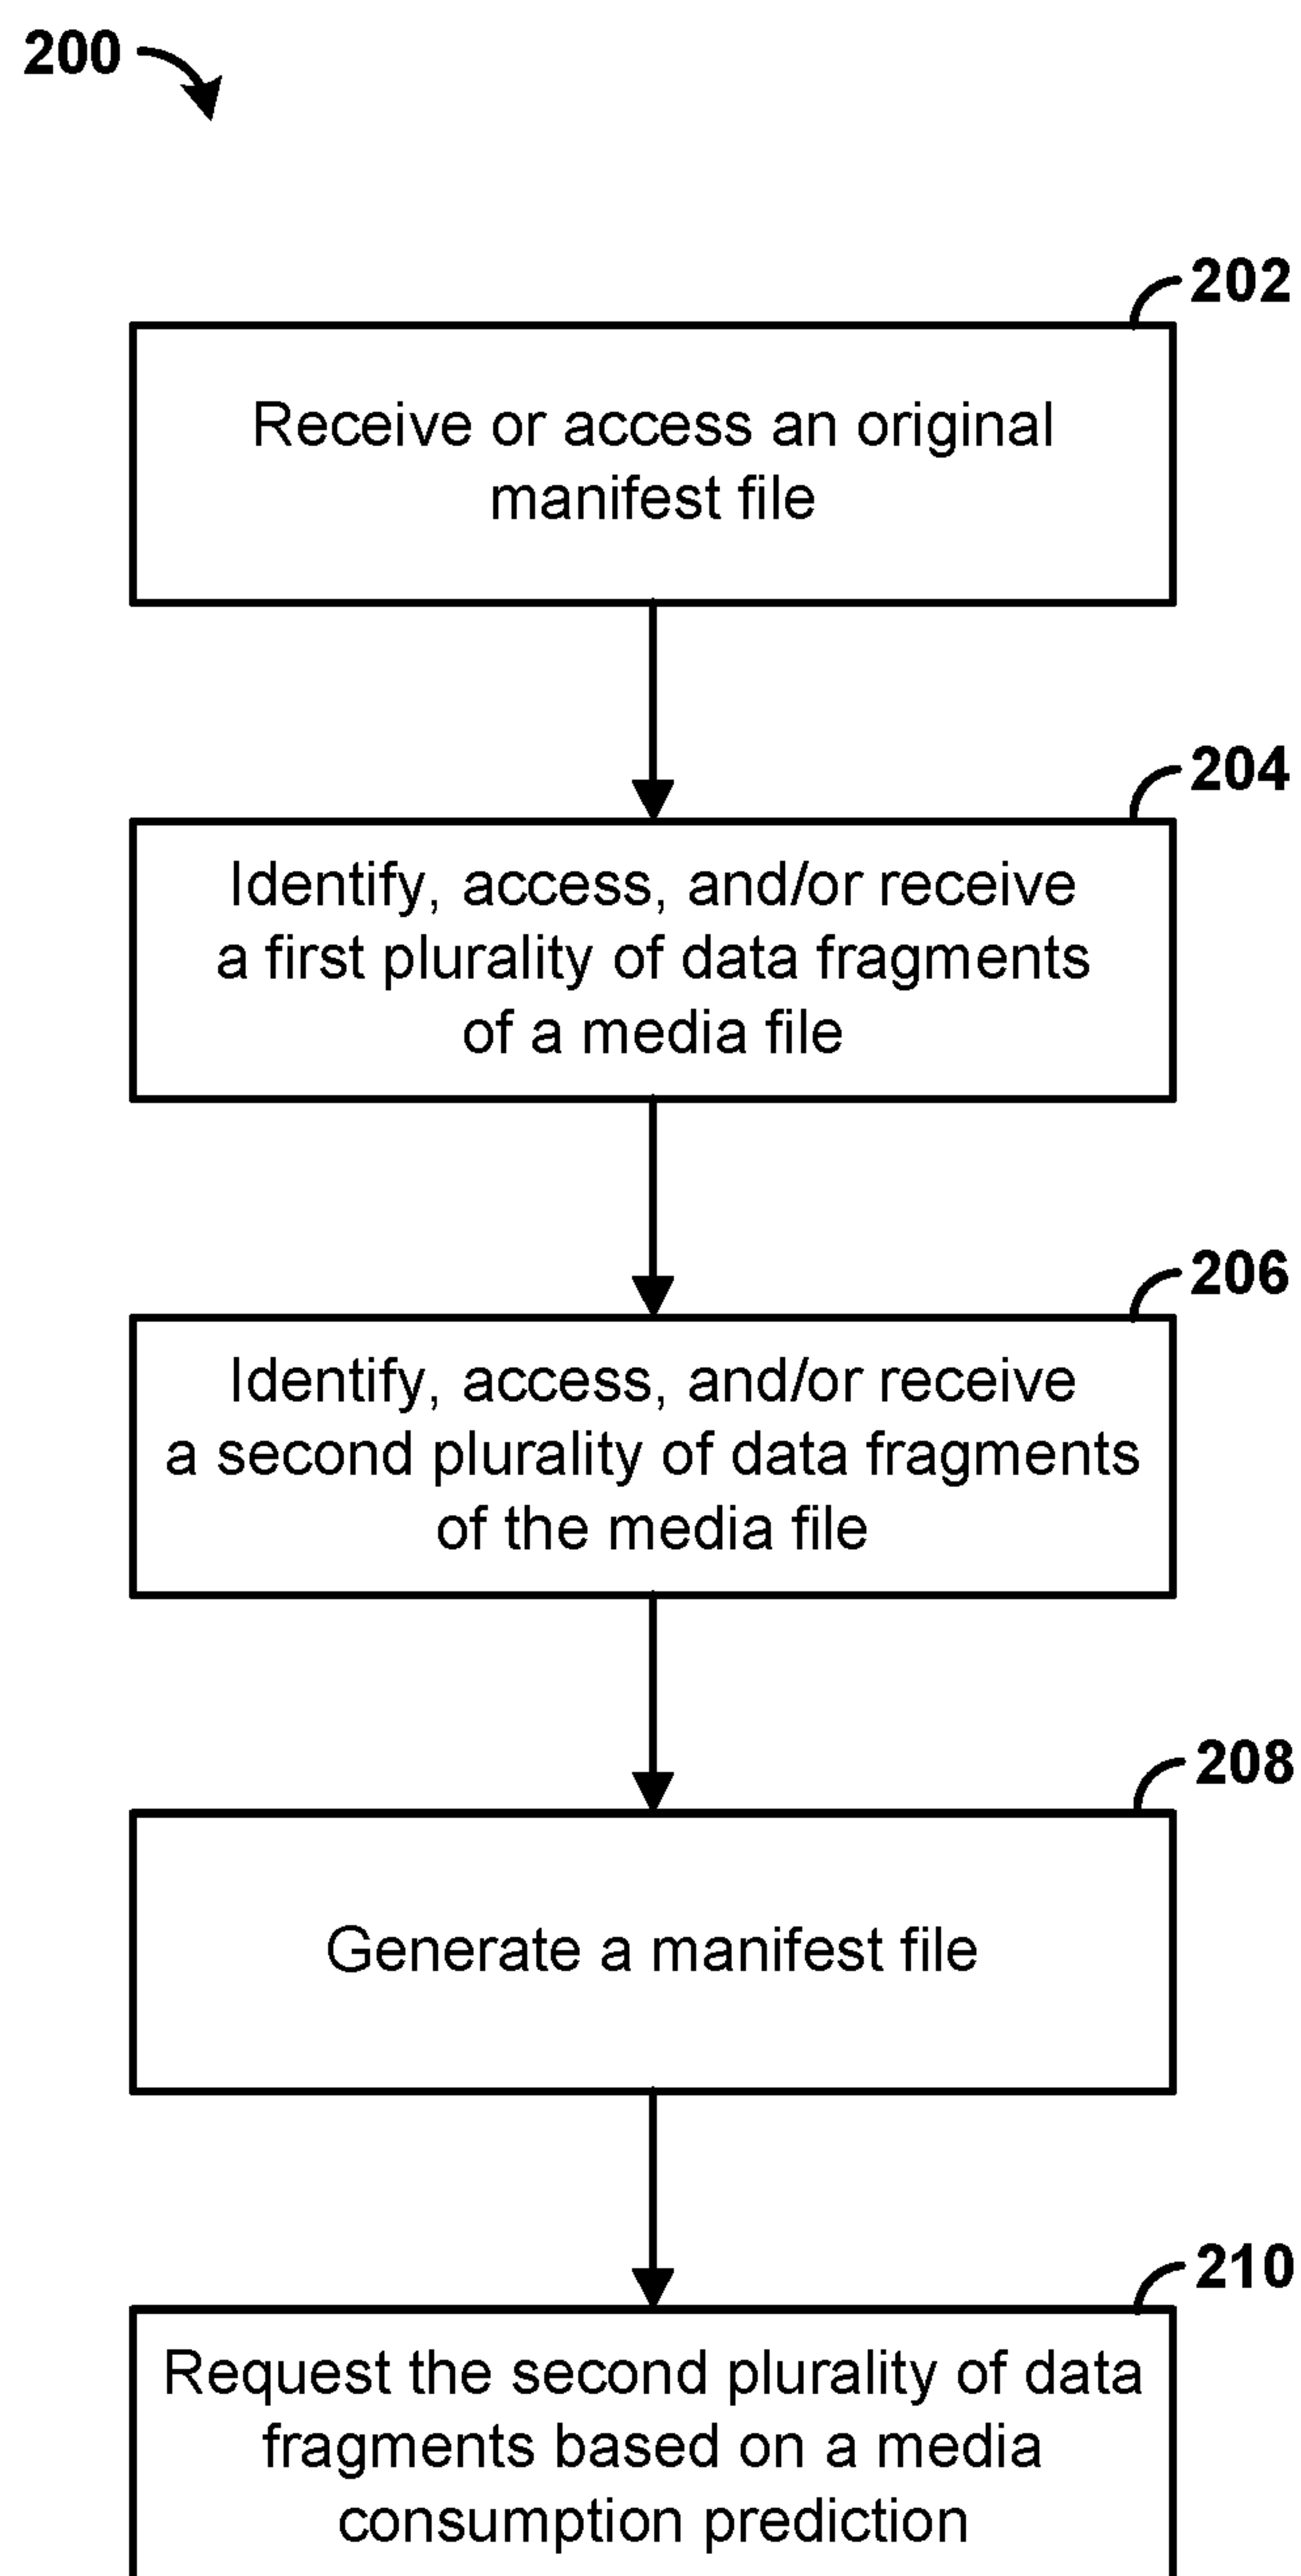 200
202
Receive or access an original
manifest file
204
Identify, access, and/or receive
a first plurality of data fragments
of a media file
206
Identify, access, and/or receive
a second plurality of data fragments
of the media file
208
Generate a manifest file
210
Request the second plurality of data
fragments based on a media
consumption prediction